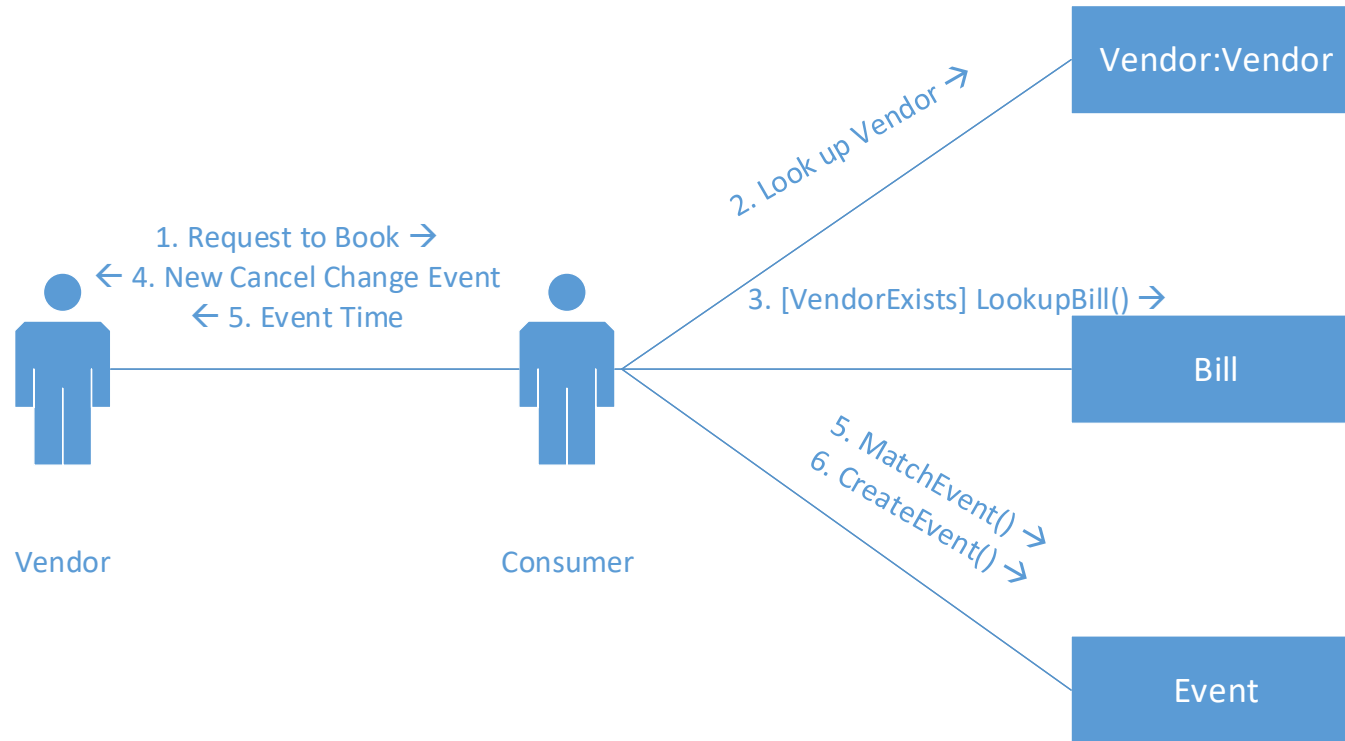 Vendor:Vendor
2. Look up Vendor →
1. Request to Book →
← 4. New Cancel Change Event
← 5. Event Time
3. [VendorExists] LookupBill() →
Bill
5. MatchEvent() →
6. CreateEvent() →
Vendor
Consumer
Event